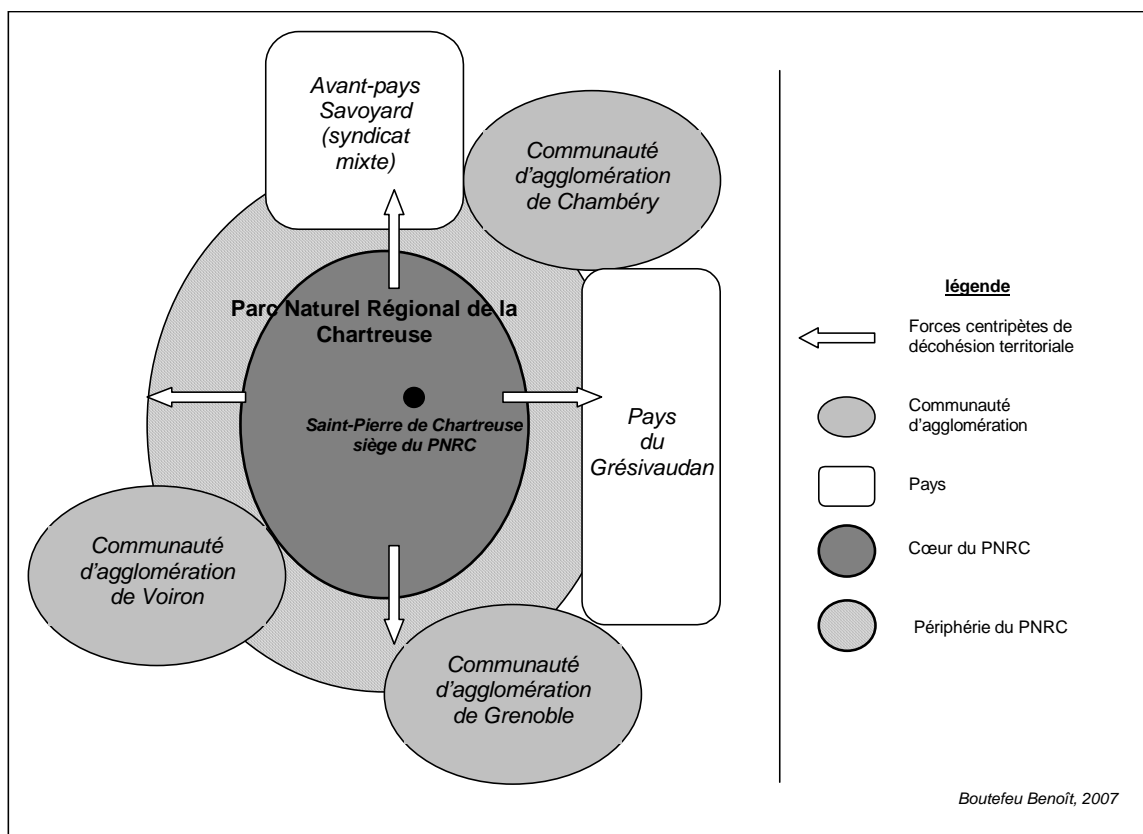 Avant-pays
Savoyard
(syndicat
mixte)
Communauté
d'agglomération
de Chambéry
Parc Naturel Régional de la
Chartreuse
Saint-Pierre de Chartreuse
siège du PNRC
Pays
du
Grésivaudan
Communauté
d'agglomération
de Voiron
Communauté
d'agglomération
de Grenoble
légende
Forces centripètes de
décohésion territoriale
Communauté
d'agglomération
Pays
Cœur du PNRC
Périphérie du PNRC
Boutefeu Benoît, 2007